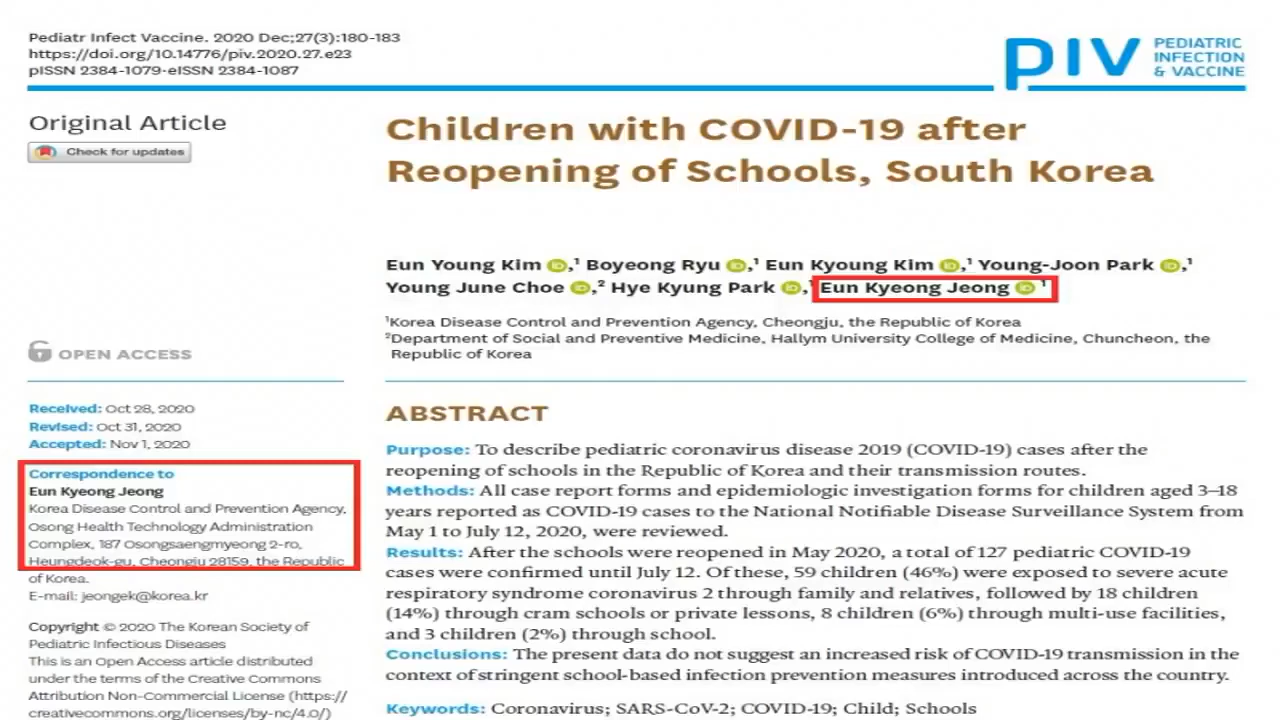 Pediatr Infect Vaccine. 2020 Dec;27(3):180-183
https://doi.org/10.14776/piv.2020.27.e23
pISSN 2384-1079·eISSN 2384-1087
PIV
PEDIATRIC
INFECTION
& VACCINE
Original Article
Check for updates
Children with COVID-19 after
Reopening of Schools, South Korea
Eun Young Kim iD,¹ Boyeong Ryu iD,¹ Eun Kyoung Kim iD,¹ Young-Joon Park iD,¹
Young June Choe iD,² Hye Kyung Park iD,¹ Eun Kyeong Jeong iD ¹
¹Korea Disease Control and Prevention Agency, Cheongju, the Republic of Korea
²Department of Social and Preventive Medicine, Hallym University College of Medicine, Chuncheon, the
Republic of Korea
OPEN ACCESS
Received: Oct 28, 2020
Revised: Oct 31, 2020
Accepted: Nov 1, 2020
Correspondence to
Eun Kyeong Jeong
Korea Disease Control and Prevention Agency,
Osong Health Technology Administration
Complex, 187 Osongsaengmyeong 2-ro,
Heungdeok-gu, Cheongju 28159, the Republic
of Korea.
E-mail: jeongek@korea.kr
Copyright © 2020 The Korean Society of
Pediatric Infectious Diseases
This is an Open Access article distributed
under the terms of the Creative Commons
Attribution Non-Commercial License (https://
creativecommons.org/licenses/by-nc/4.0/)
ABSTRACT
Purpose: To describe pediatric coronavirus disease 2019 (COVID-19) cases after the
reopening of schools in the Republic of Korea and their transmission routes.
Methods: All case report forms and epidemiologic investigation forms for children aged 3–18
years reported as COVID-19 cases to the National Notifiable Disease Surveillance System from
May 1 to July 12, 2020, were reviewed.
Results: After the schools were reopened in May 2020, a total of 127 pediatric COVID-19
cases were confirmed until July 12. Of these, 59 children (46%) were exposed to severe acute
respiratory syndrome coronavirus 2 through family and relatives, followed by 18 children
(14%) through cram schools or private lessons, 8 children (6%) through multi-use facilities,
and 3 children (2%) through school.
Conclusions: The present data do not suggest an increased risk of COVID-19 transmission in the
context of stringent school-based infection prevention measures introduced across the country.
Keywords: Coronavirus; SARS-CoV-2; COVID-19; Child; Schools